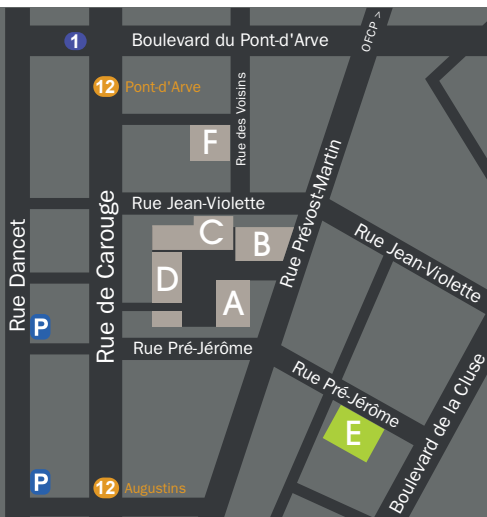 OFCP >
1
Boulevard du Pont-d'Arve
12
Pont-d'Arve
Rue des Voisins
F
Rue Prévost-Martin
Rue Jean-Violette
C
B
Rue Jean-Violette
Rue Dancet
Rue de Carouge
D
A
P
Rue Pré-Jérôme
Rue Pré-Jérôme
E
Boulevard de la Cluse
P
12
Augustins